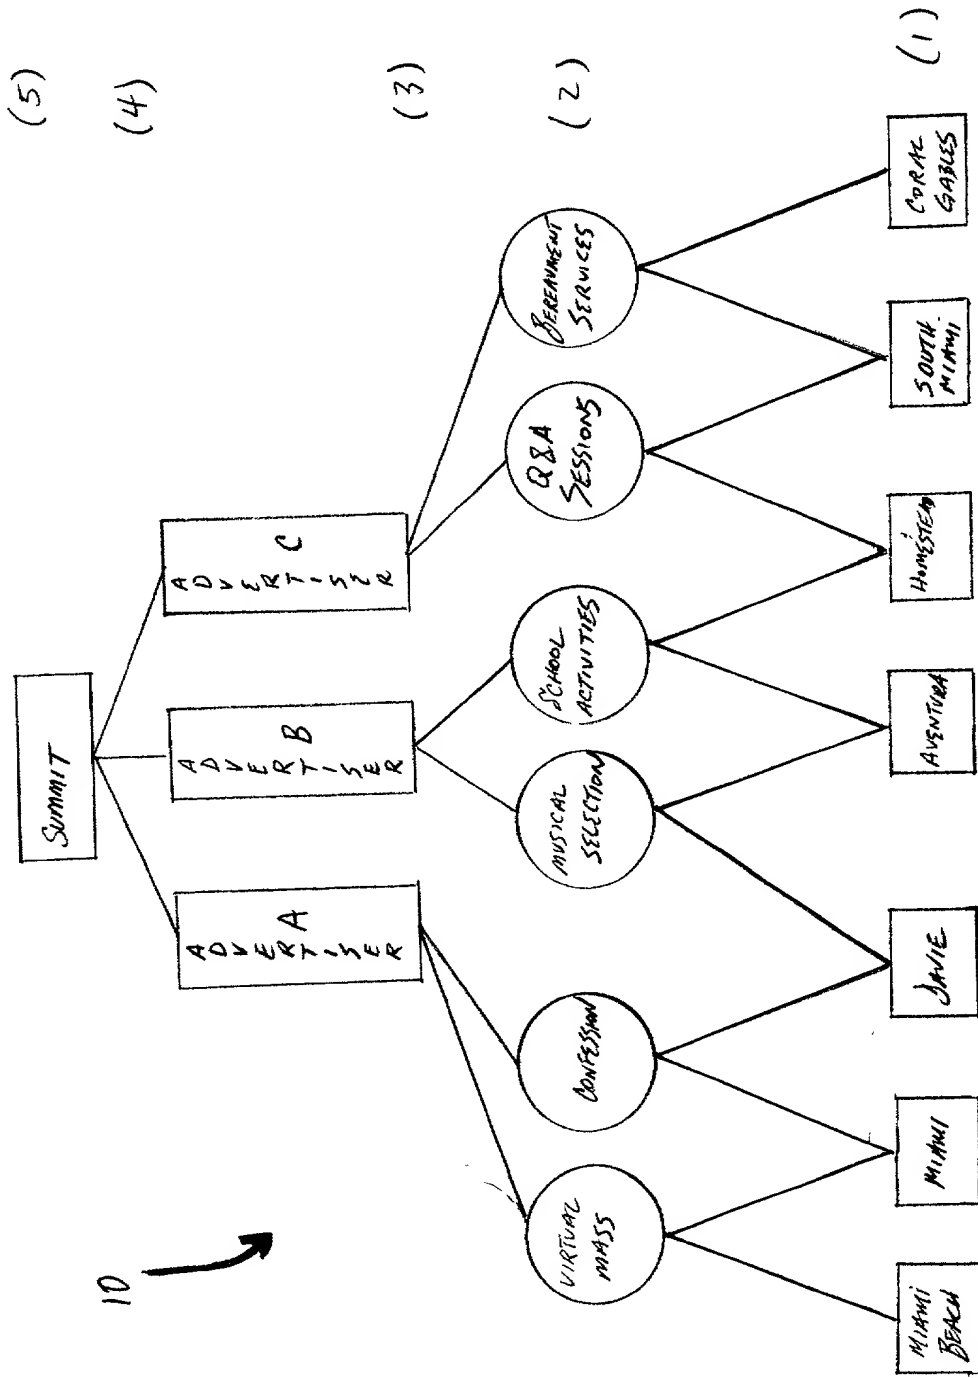 SUMMIT
(5)
(4)
ADVERTISER A
ADVERTISER B
ADVERTISER C
(3)
10
VIRTUAL
MASS
CONFESSION
MUSICAL
SELECTION
SCHOOL
ACTIVITIES
Q&A
SESSIONS
BEREAVMENT
SERVICES
(2)
MIAMI
BEACH
MIAMI
DAVIE
AVENTURA
HOMESTEAD
SOUTH
MIAMI
CORAL
GABLES
(1)